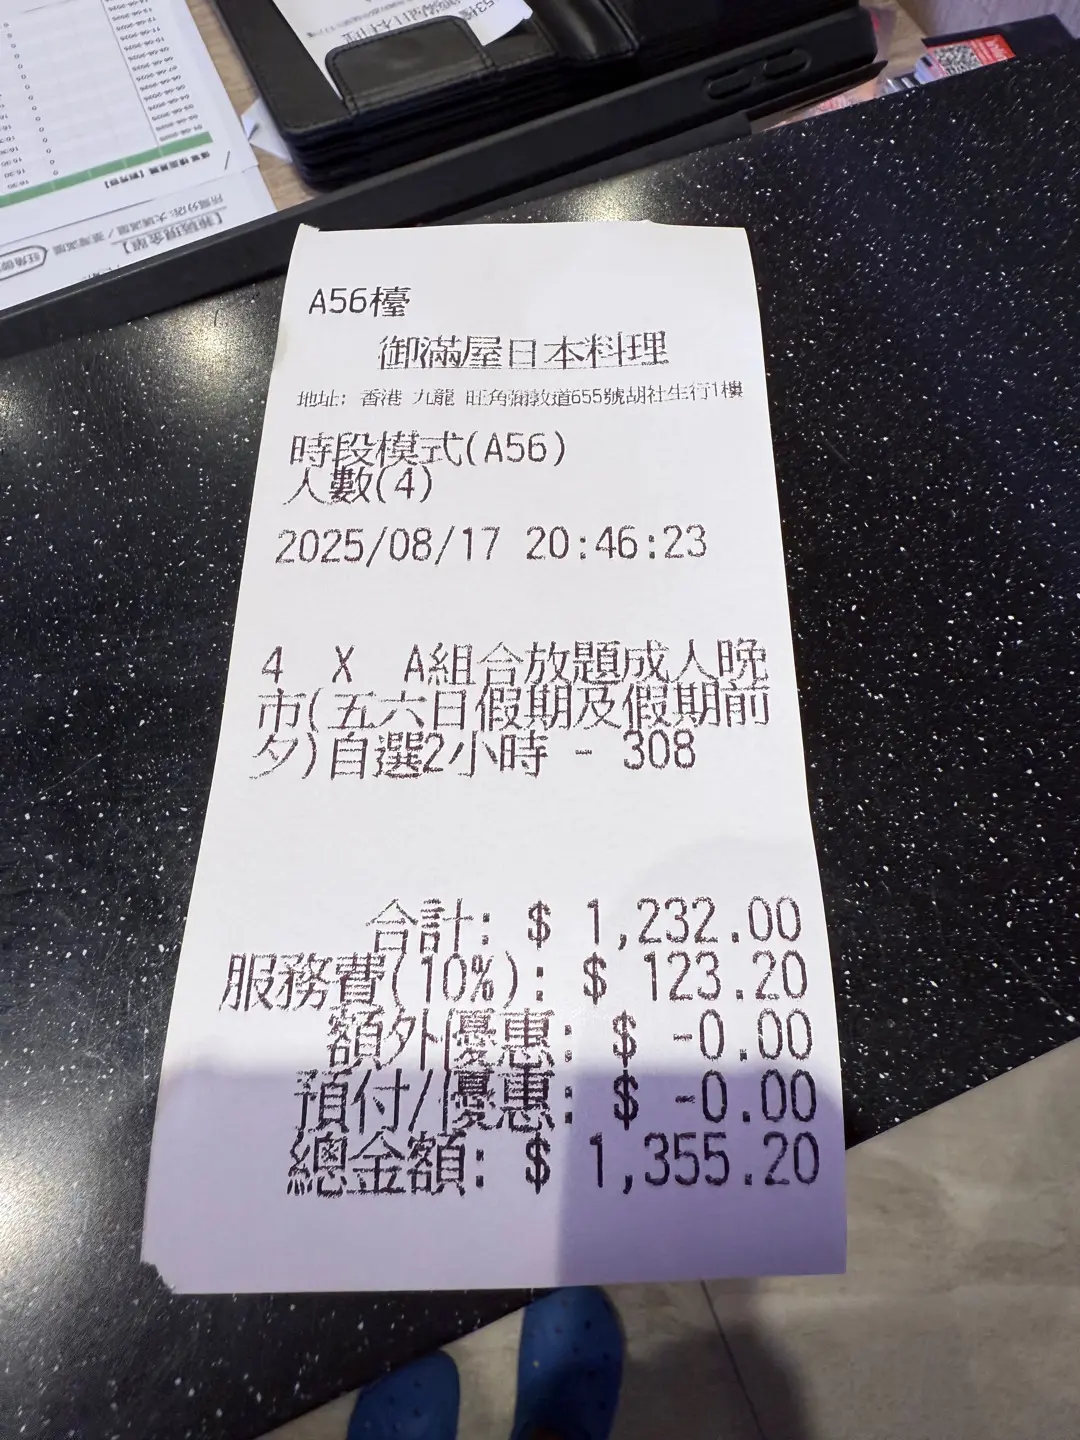 A56檯
御滿屋日本料理
地址: 香港 九龍 旺角彌敦道655號胡社生行1樓
時段模式(A56)
人數(4)
2025/08/17 20:46:23
4 X A組合放題成人晚
市(五六日假期及假期前
夕)自選2小時 - 308
合計: $ 1,232.00
服務費(10%): $ 123.20
額外優惠: $ -0.00
預付/優惠: $ -0.00
總金額: $ 1,355.20